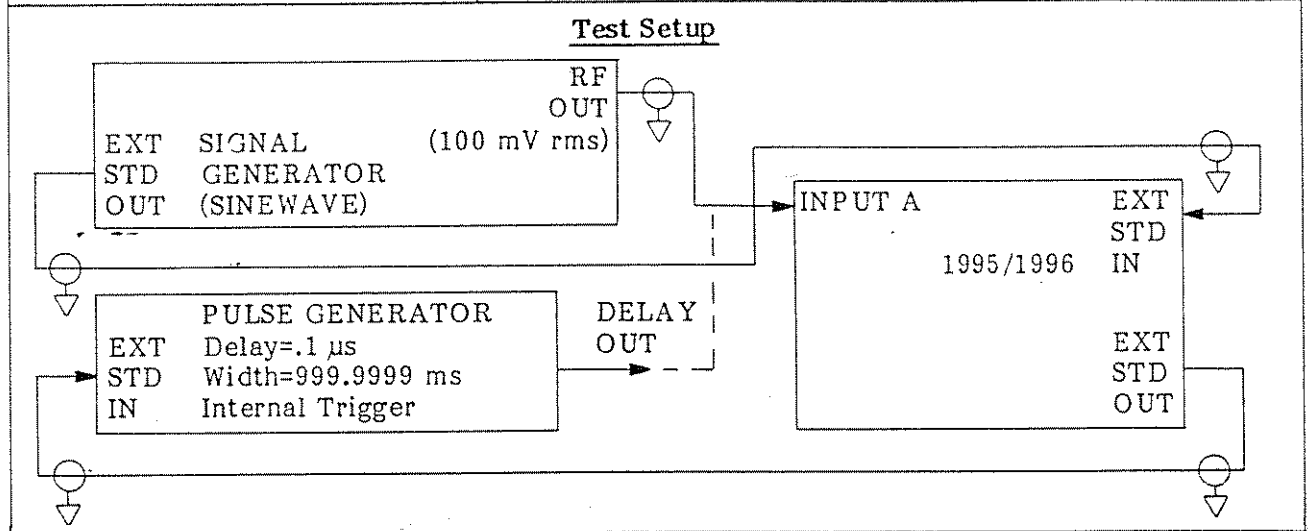 Test Setup
RF
OUT
EXT SIGNAL (100 mV rms)
STD GENERATOR
OUT (SINEWAVE)
INPUT A EXT
STD
1995/1996 IN
PULSE GENERATOR
EXT Delay=.1 μs
STD Width=999.9999 ms
IN Internal Trigger
DELAY
OUT
EXT
STD
OUT